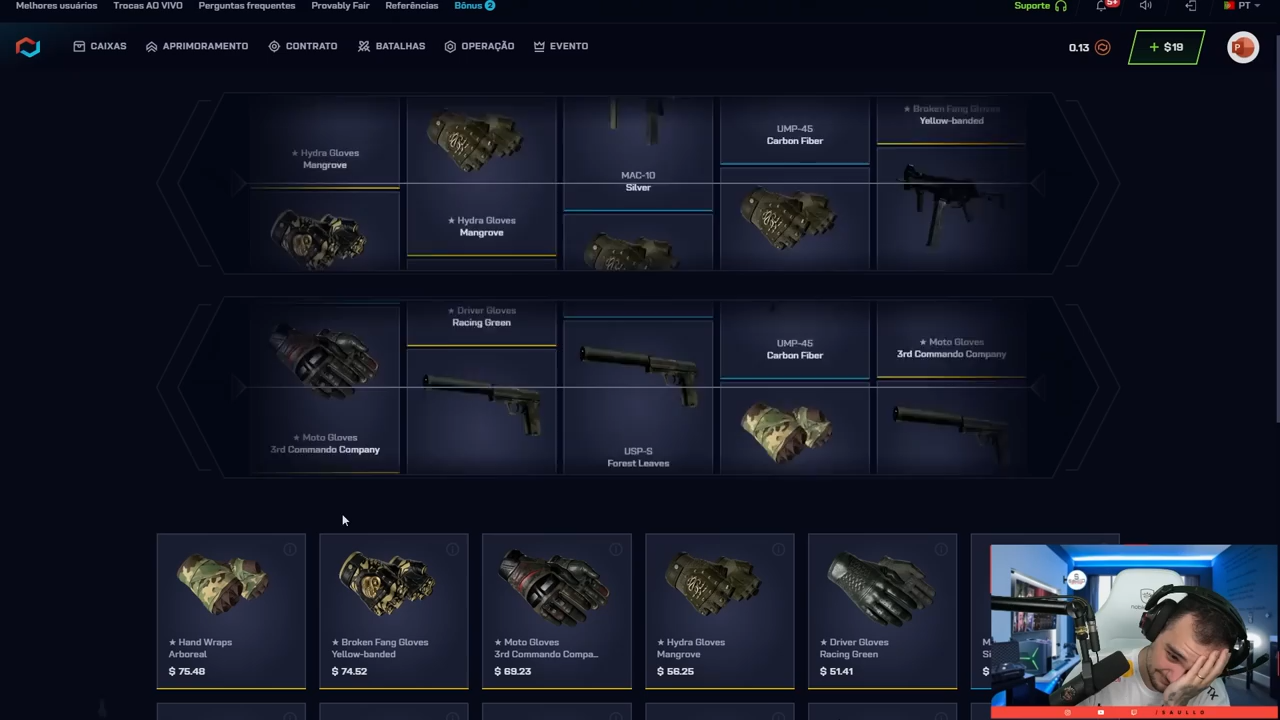 Melhores usuários Trocas AO VIVO Perguntas frequentes Provably Fair Referências Bônus 2 Suporte 5+ PT
CAIXAS APRIMORAMENTO CONTRATO BATALHAS OPERAÇÃO EVENTO 0.13 + $19 P
★ Hydra Gloves
Mangrove
★ Hydra Gloves
Mangrove
MAC-10
Silver
UMP-45
Carbon Fiber
★ Broken Fang Gloves
Yellow-banded
★ Moto Gloves
3rd Commando Company
★ Driver Gloves
Racing Green
USP-S
Forest Leaves
UMP-45
Carbon Fiber
★ Moto Gloves
3rd Commando Company
★ Hand Wraps
Arboreal
$ 75.48
★ Broken Fang Gloves
Yellow-banded
$ 74.52
★ Moto Gloves
3rd Commando Compa...
$ 69.23
★ Hydra Gloves
Mangrove
$ 56.25
★ Driver Gloves
Racing Green
$ 51.41
/SAULLO